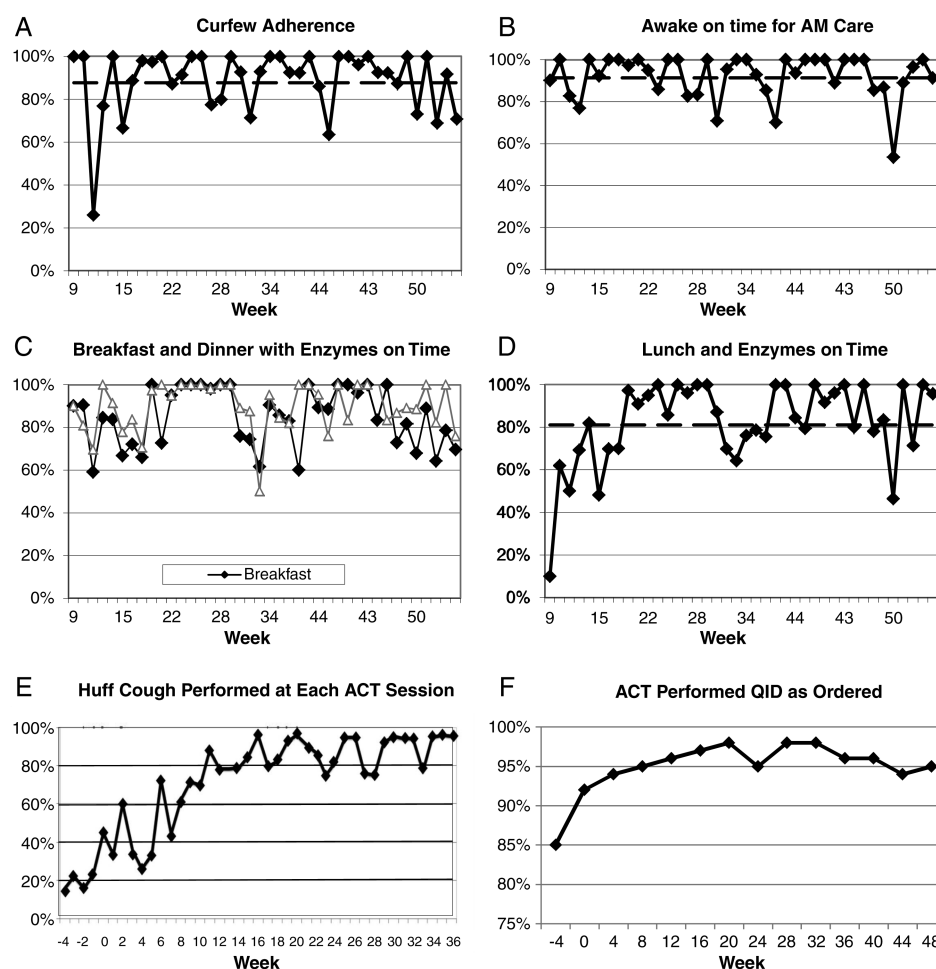 A
Curfew Adherence
100%
80%
60%
40%
20%
0%
9 15 22 28 34 44 43 50
Week
B
Awake on time for AM Care
100%
80%
60%
40%
20%
0%
9 15 22 28 34 44 43 50
Week
C
Breakfast and Dinner with Enzymes on Time
100%
80%
60%
40%
20%
0%
Breakfast
9 15 22 28 34 44 43 50
Week
D
Lunch and Enzymes on Time
100%
80%
60%
40%
20%
0%
9 15 22 28 34 44 43 50
Week
E
Huff Cough Performed at Each ACT Session
100%
80%
60%
40%
20%
0%
-4 -2 0 2 4 6 8 10 12 14 16 18 20 22 24 26 28 30 32 34 36
Week
F
ACT Performed QID as Ordered
100%
95%
90%
85%
80%
75%
-4 0 4 8 12 16 20 24 28 32 36 40 44 48
Week